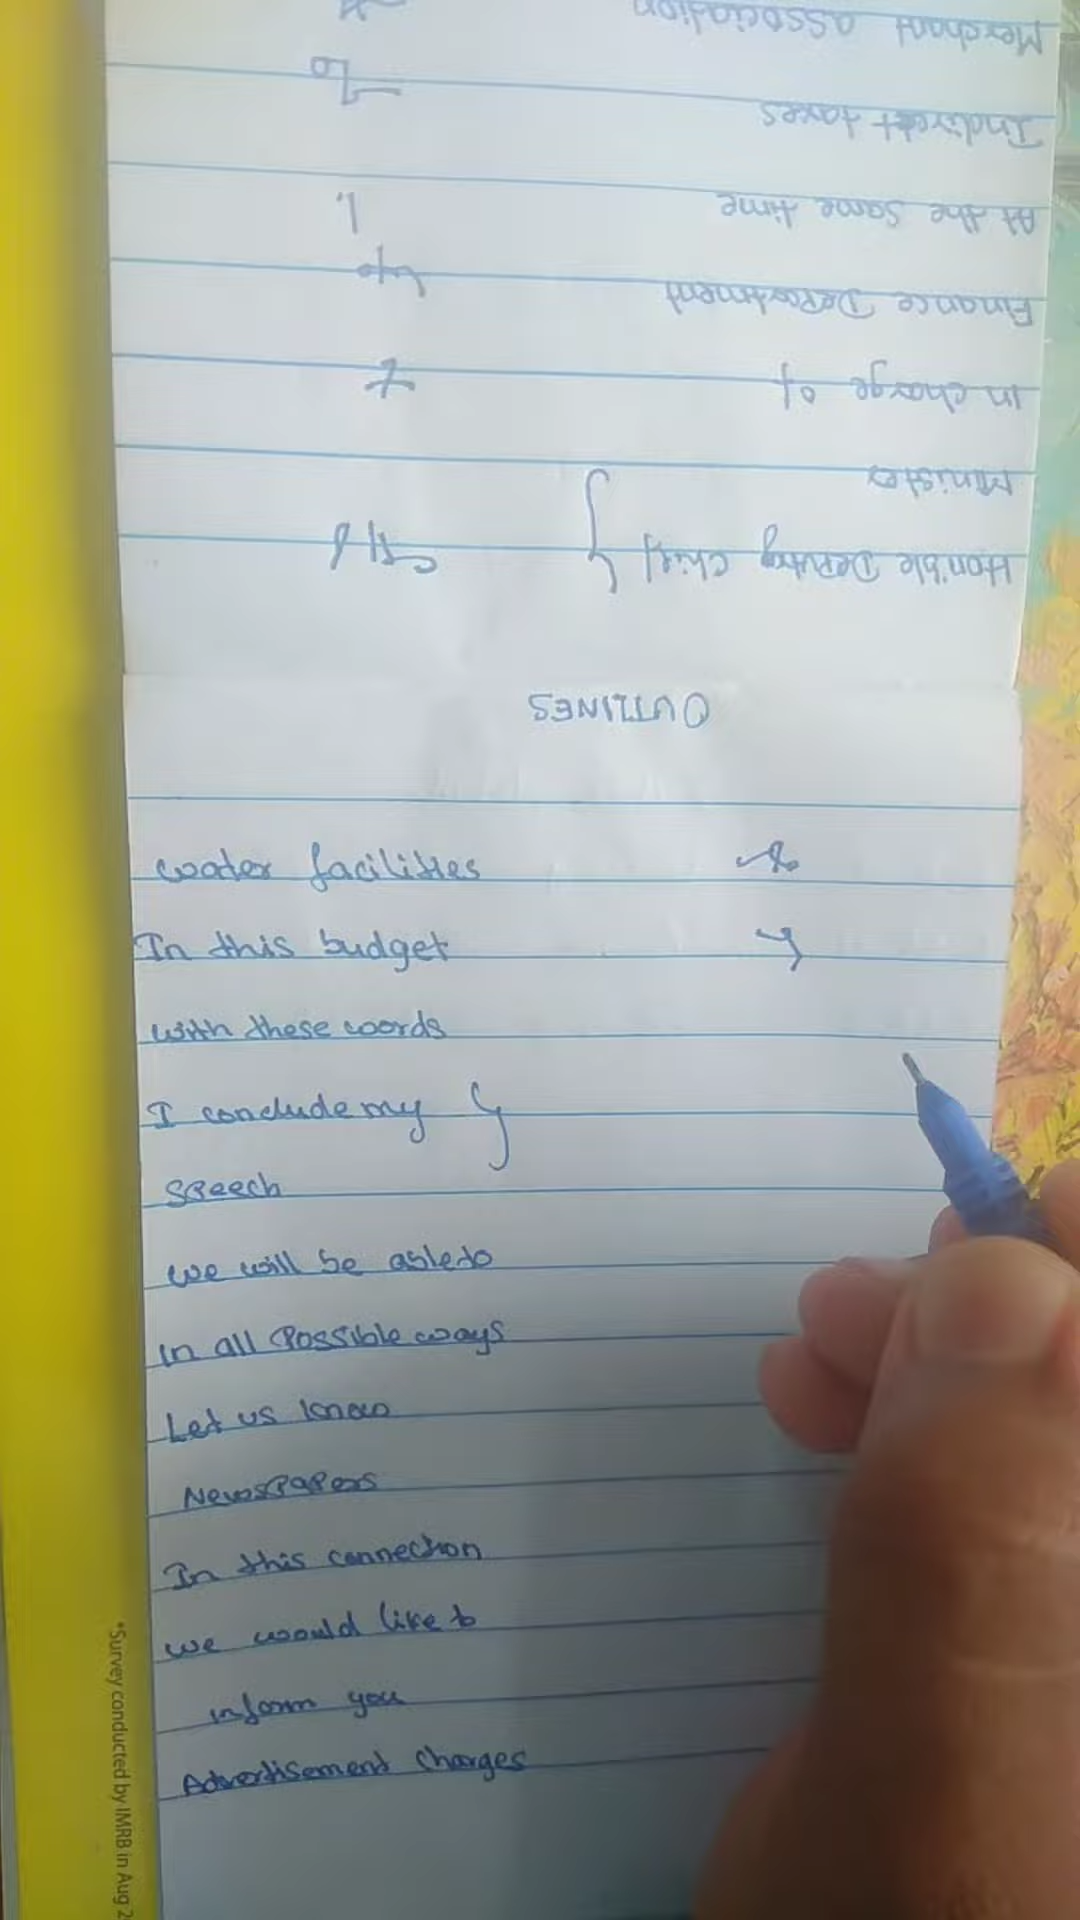 OUTLINES
Hon'ble Deputy chief
Minister
in charge of
Finance Department
At the same time
Indirect taxes
Merchant association
water facilities
In this budget
with these words
I conclude my
speech
we will be able to
in all possible ways
Let us know
Newspapers
In this connection
we would like to
inform you
Advertisement charges
*Survey conducted by IMRB in Aug 2